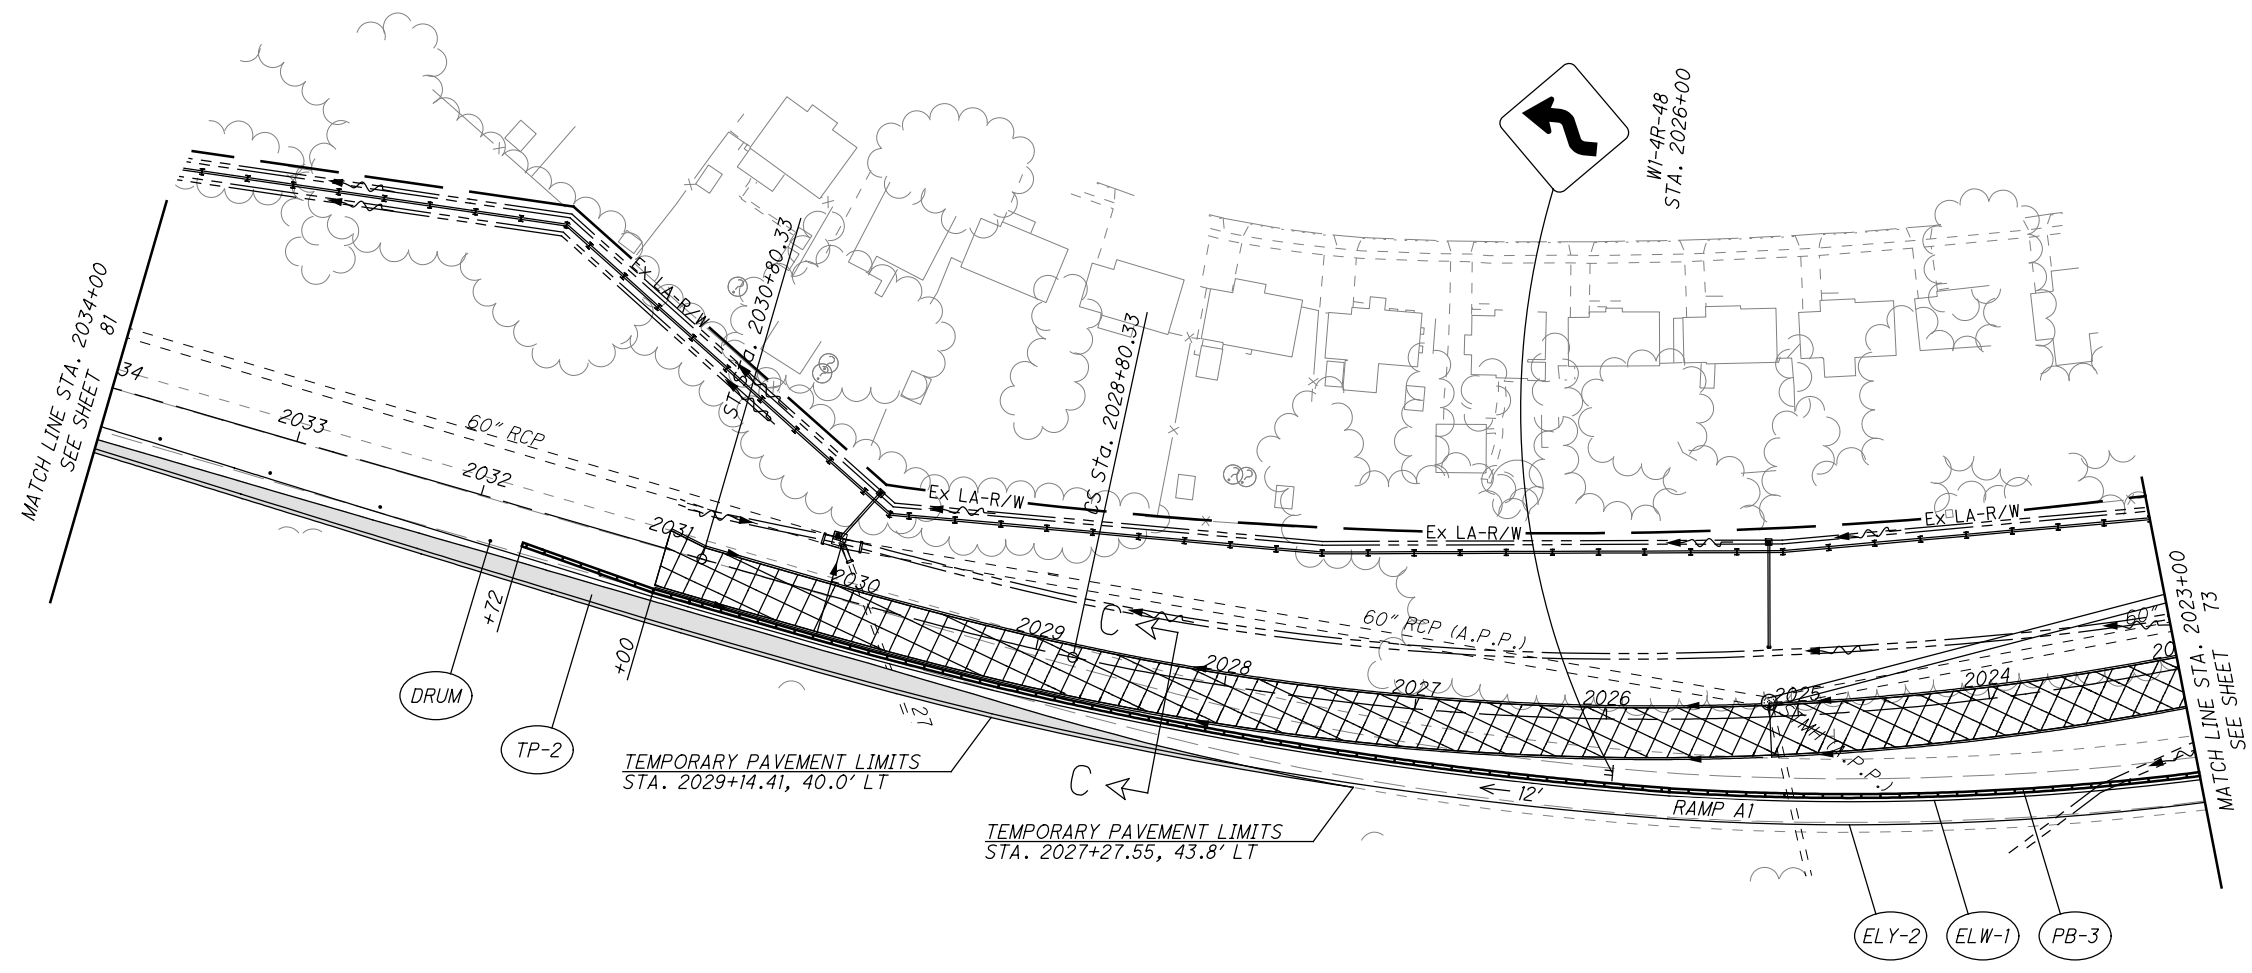 MATCH LINE STA. 2034+00
SEE SHEET 81
34
2033
2032
2031
2030
2029
2028
2027
2026
2025
2024
60" RCP
Ex LA-R/W
Sta. 2030+80.33
CS Sta. 2028+80.33
Ex LA-R/W
Ex LA-R/W
Ex LA-R/W
W1-4R-48
STA. 2026+00
60" RCP (A.P.P.)
60"
C
C
+72
+00
27
DRUM
TP-2
TEMPORARY PAVEMENT LIMITS
STA. 2029+14.41, 40.0' LT
TEMPORARY PAVEMENT LIMITS
STA. 2027+27.55, 43.8' LT
12'
RAMP A1
ELY-2
ELW-1
PB-3
MATCH LINE STA. 2023+00
SEE SHEET 73